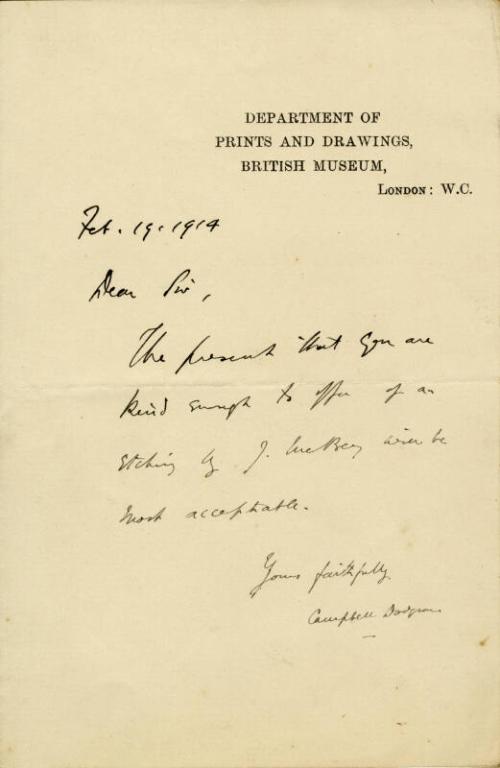 DEPARTMENT OF
PRINTS AND DRAWINGS,
BRITISH MUSEUM,
LONDON: W.C.
Feb. 19. 1914
Dear Sir,
The present that you are
kind enough to offer of an
etching by J. McBey will be
most acceptable.
Yours faithfully
Campbell Dodgson